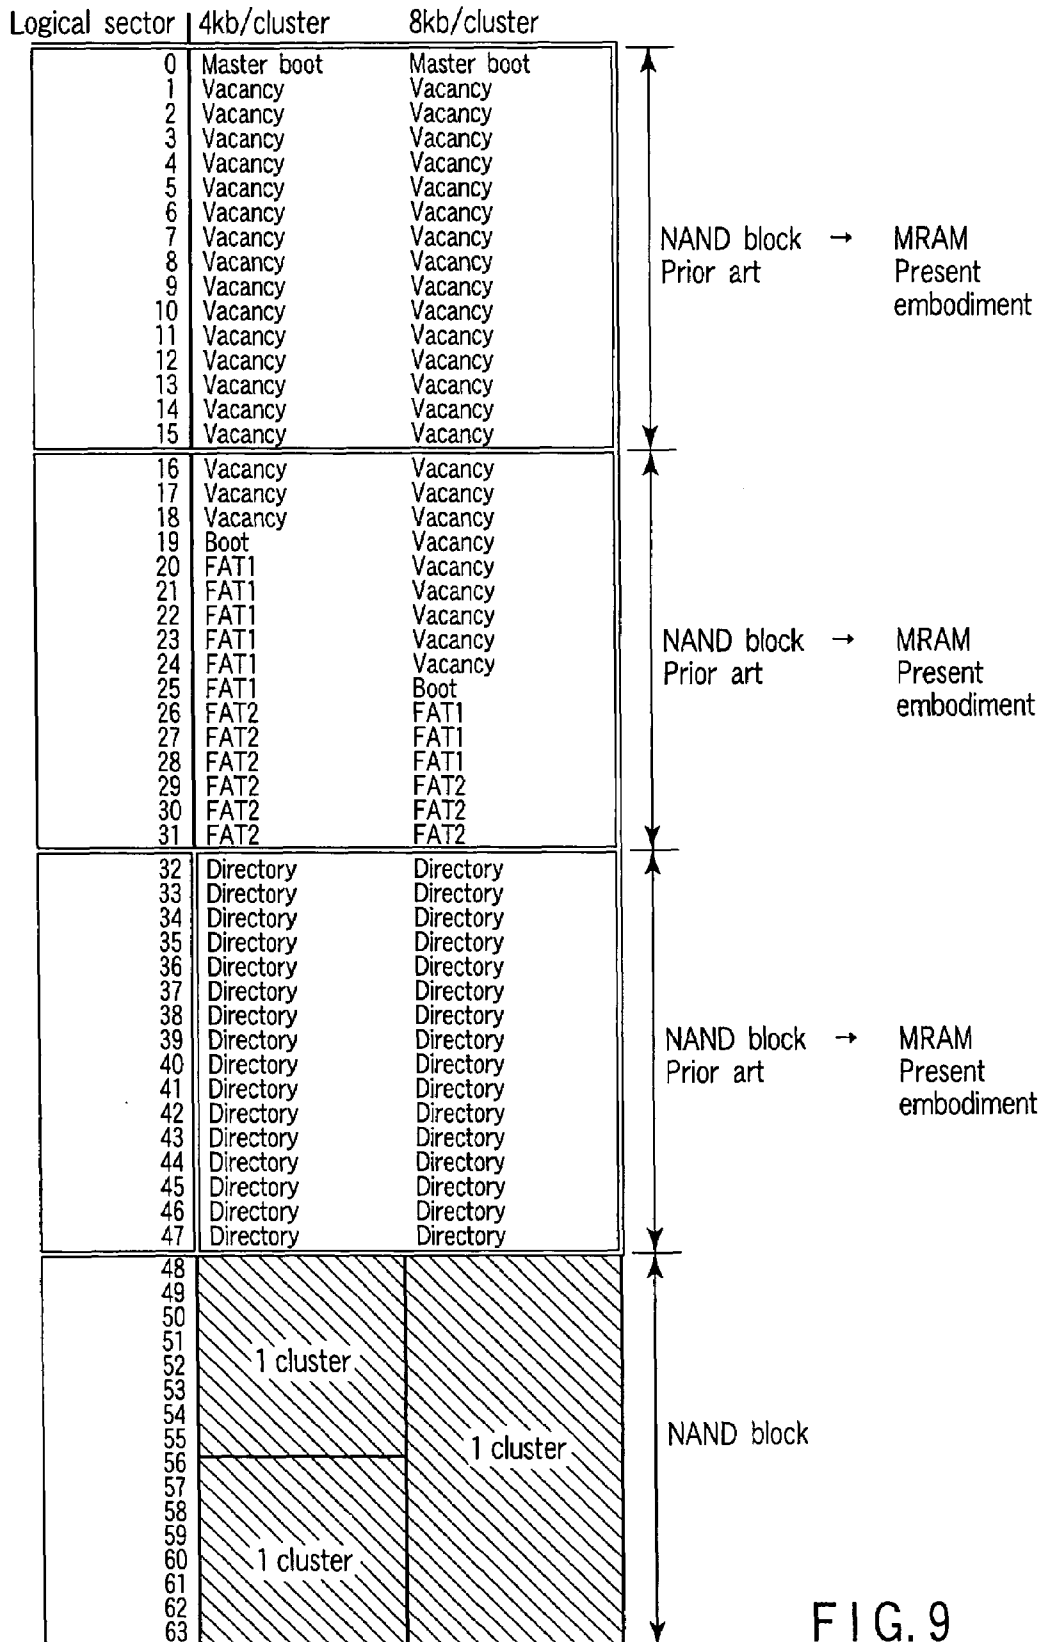 Logical sector 4kb/cluster 8kb/cluster
0 Master boot Master boot
1 Vacancy Vacancy
2 Vacancy Vacancy
3 Vacancy Vacancy
4 Vacancy Vacancy
5 Vacancy Vacancy
6 Vacancy Vacancy
7 Vacancy Vacancy
8 Vacancy Vacancy
9 Vacancy Vacancy
10 Vacancy Vacancy
11 Vacancy Vacancy
12 Vacancy Vacancy
13 Vacancy Vacancy
14 Vacancy Vacancy
15 Vacancy Vacancy
NAND block → MRAM
Prior art Present
embodiment
16 Vacancy Vacancy
17 Vacancy Vacancy
18 Vacancy Vacancy
19 Boot Vacancy
20 FAT1 Vacancy
21 FAT1 Vacancy
22 FAT1 Vacancy
23 FAT1 Vacancy
24 FAT1 Vacancy
25 FAT1 Boot
26 FAT2 FAT1
27 FAT2 FAT1
28 FAT2 FAT1
29 FAT2 FAT2
30 FAT2 FAT2
31 FAT2 FAT2
NAND block → MRAM
Prior art Present
embodiment
32 Directory Directory
33 Directory Directory
34 Directory Directory
35 Directory Directory
36 Directory Directory
37 Directory Directory
38 Directory Directory
39 Directory Directory
40 Directory Directory
41 Directory Directory
42 Directory Directory
43 Directory Directory
44 Directory Directory
45 Directory Directory
46 Directory Directory
47 Directory Directory
NAND block → MRAM
Prior art Present
embodiment
48
49
50
51
52 1 cluster
53
54
55 1 cluster NAND block
56
57
58
59
60 1 cluster
61
62
63
FIG. 9